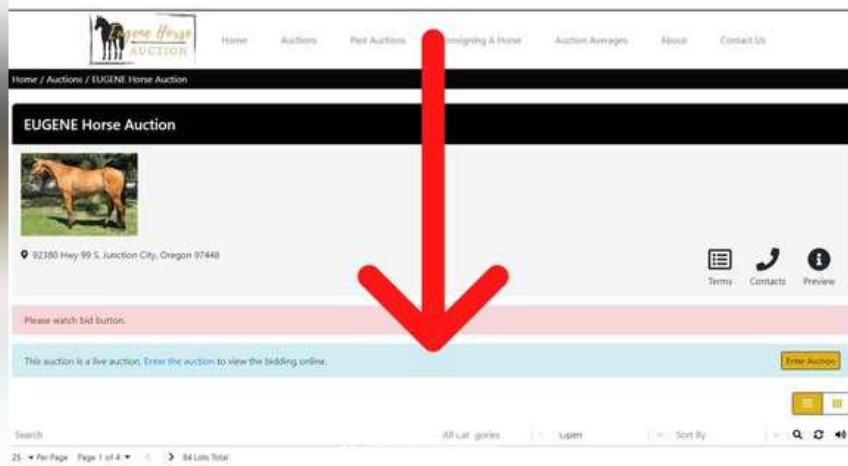 Eugene Horse
AUCTION
Home Auctions Past Auctions Consigning A Horse Auction Averages About Contact Us
Home / Auctions / EUGENE Horse Auction
EUGENE Horse Auction
92380 Hwy 99 S, Junction City, Oregon 97448
Terms Contacts Preview
Please watch bid button.
This auction is a live auction. Enter the auction to view the bidding online. Enter Auction
Search All Open Sort By
25 Per Page Page 1 of 4 84 Lots Total